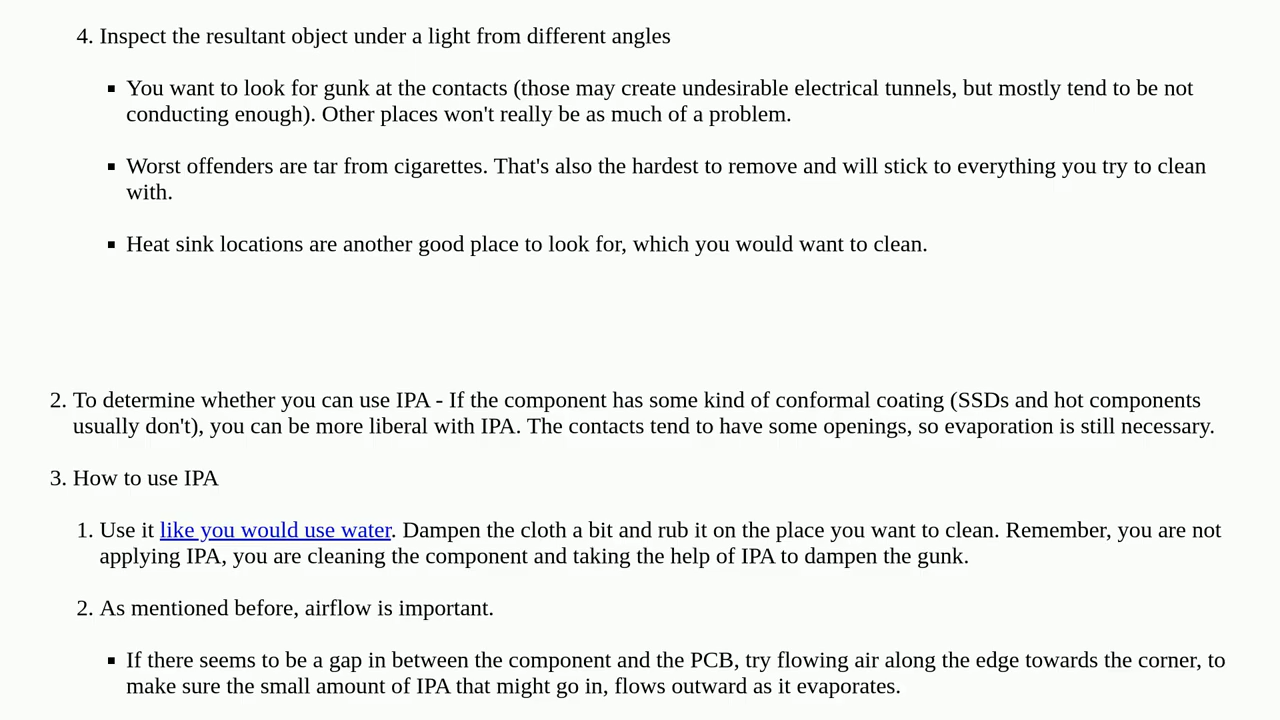 4. Inspect the resultant object under a light from different angles
▪ You want to look for gunk at the contacts (those may create undesirable electrical tunnels, but mostly tend to be not
conducting enough). Other places won't really be as much of a problem.
▪ Worst offenders are tar from cigarettes. That's also the hardest to remove and will stick to everything you try to clean
with.
▪ Heat sink locations are another good place to look for, which you would want to clean.
2. To determine whether you can use IPA - If the component has some kind of conformal coating (SSDs and hot components
usually don't), you can be more liberal with IPA. The contacts tend to have some openings, so evaporation is still necessary.
3. How to use IPA
1. Use it like you would use water. Dampen the cloth a bit and rub it on the place you want to clean. Remember, you are not
applying IPA, you are cleaning the component and taking the help of IPA to dampen the gunk.
2. As mentioned before, airflow is important.
▪ If there seems to be a gap in between the component and the PCB, try flowing air along the edge towards the corner, to
make sure the small amount of IPA that might go in, flows outward as it evaporates.